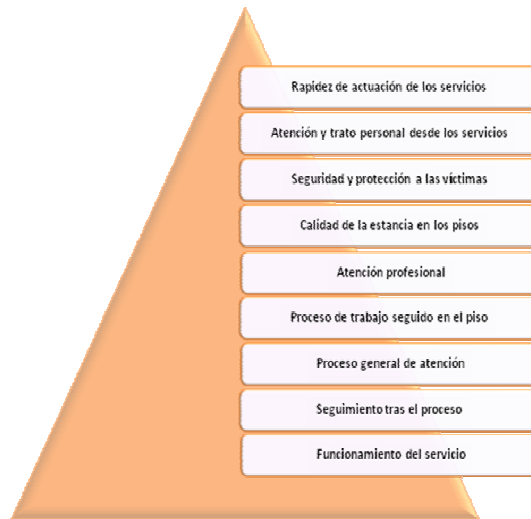 Rapidez de actuación de los servicios
Atención y trato personal desde los servicios
Seguridad y protección a las víctimas
Calidad de la estancia en los pisos
Atención profesional
Proceso de trabajo seguido en el piso
Proceso general de atención
Seguimiento tras el proceso
Funcionamiento del servicio